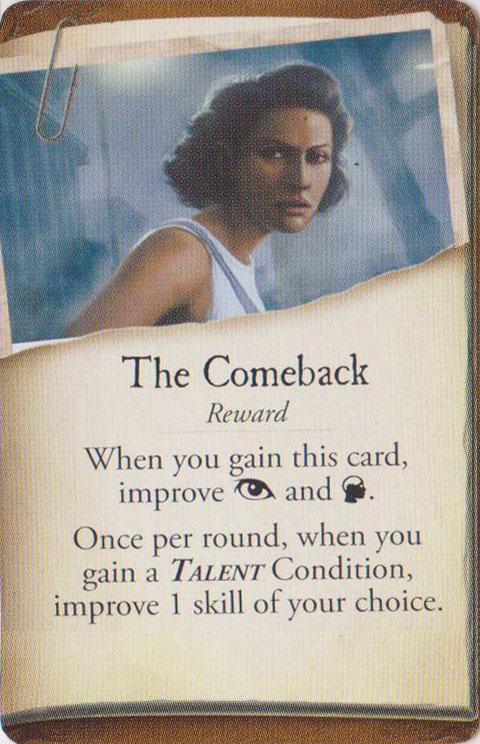 The Comeback
Reward
When you gain this card,
improve and .
Once per round, when you
gain a TALENT Condition,
improve 1 skill of your choice.